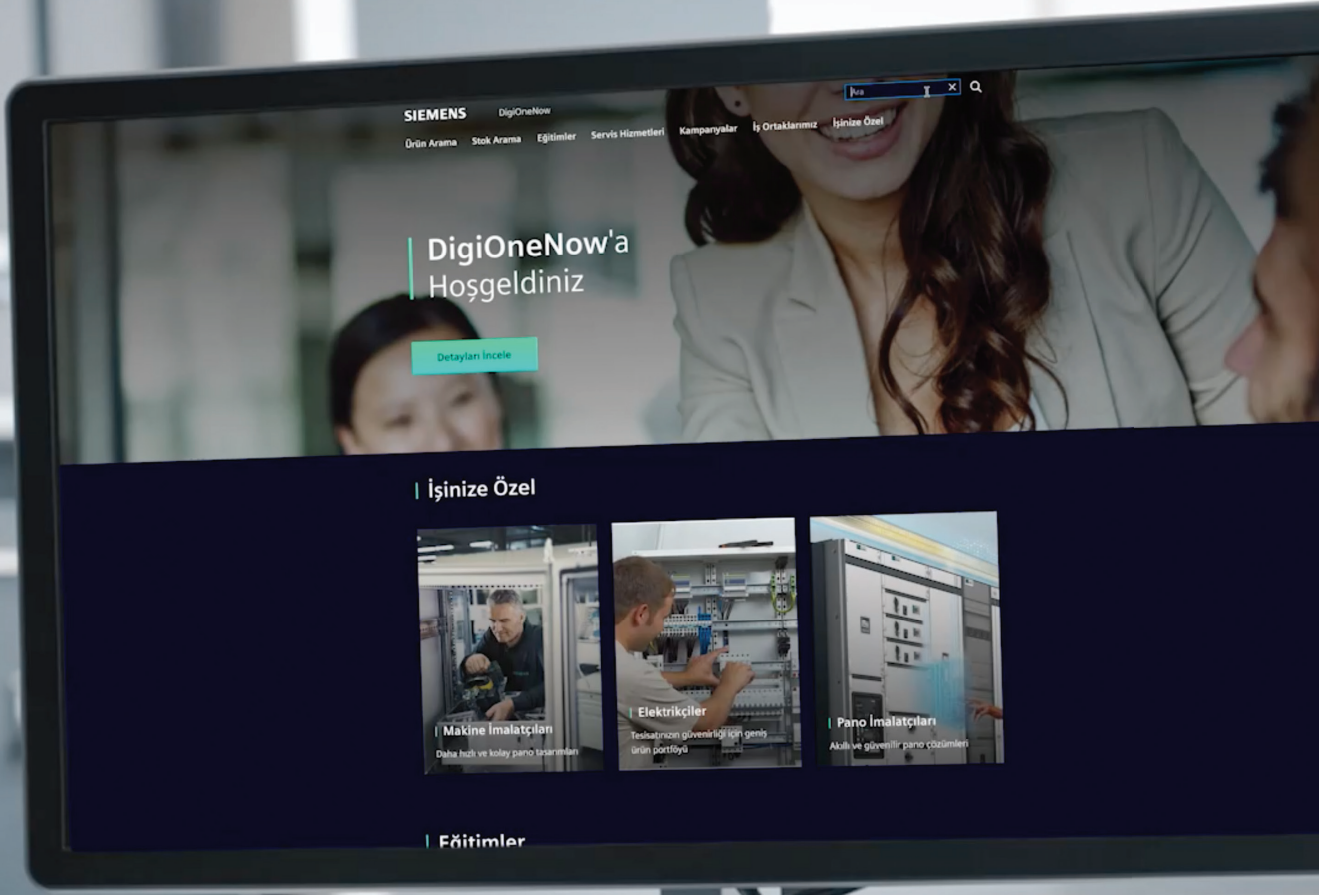 Ara
SIEMENS DigiOneNow
Ürün Arama Stok Arama Eğitimler Servis Hizmetleri Kampanyalar İş Ortaklarımız İşinize Özel
DigiOneNow'a
Hoşgeldiniz
Detayları İncele
İşinize Özel
Makine İmalatçıları
Daha hızlı ve kolay pano tasarımları
Elektrikçiler
Tesisatınızın güvenirliği için geniş
ürün portföyü
Pano İmalatçıları
Akıllı ve güvenilir pano çözümleri
Eğitimler